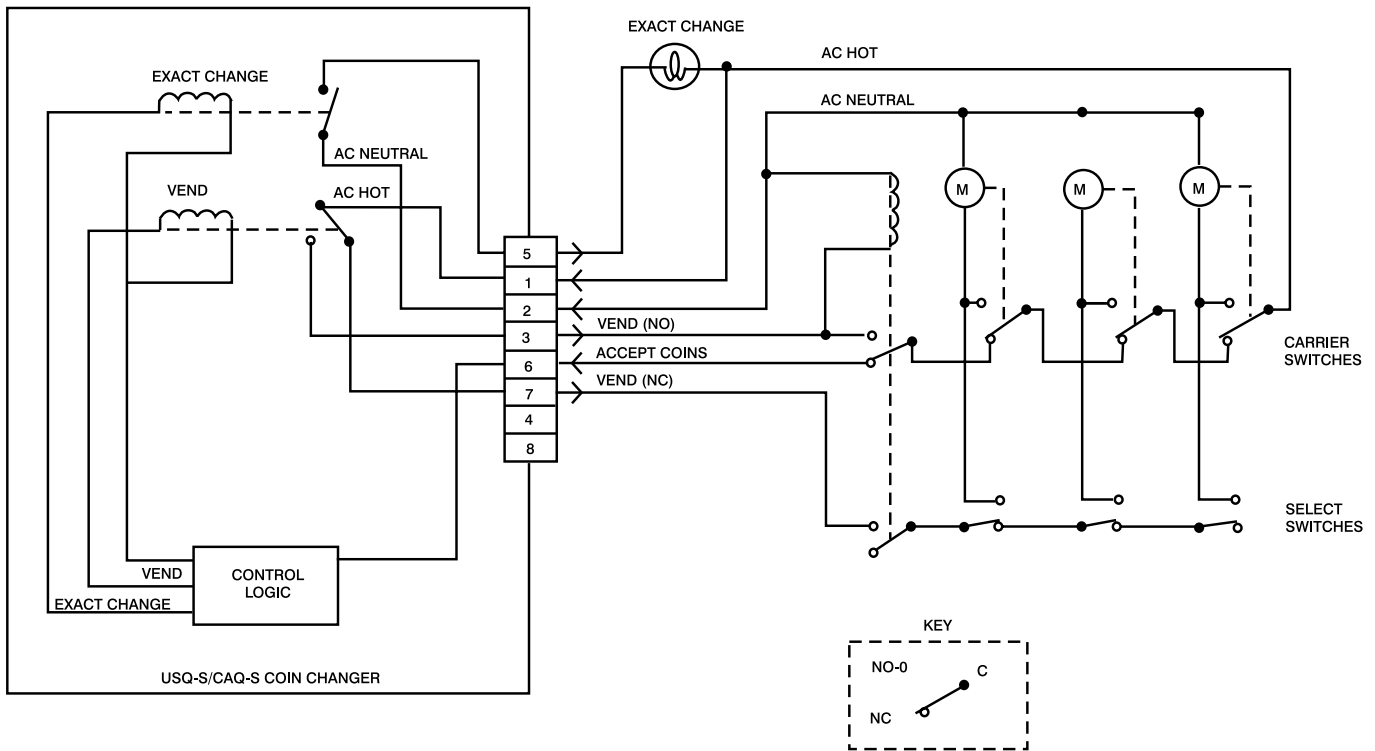 EXACT CHANGE
AC HOT
EXACT CHANGE
AC NEUTRAL
AC NEUTRAL
VEND
AC HOT
M
M
M
5
1
2
3
6
7
4
8
VEND (NO)
ACCEPT COINS
VEND (NC)
CARRIER
SWITCHES
SELECT
SWITCHES
VEND
CONTROL
LOGIC
EXACT CHANGE
USQ-S/CAQ-S COIN CHANGER
KEY
NO-0
C
NC